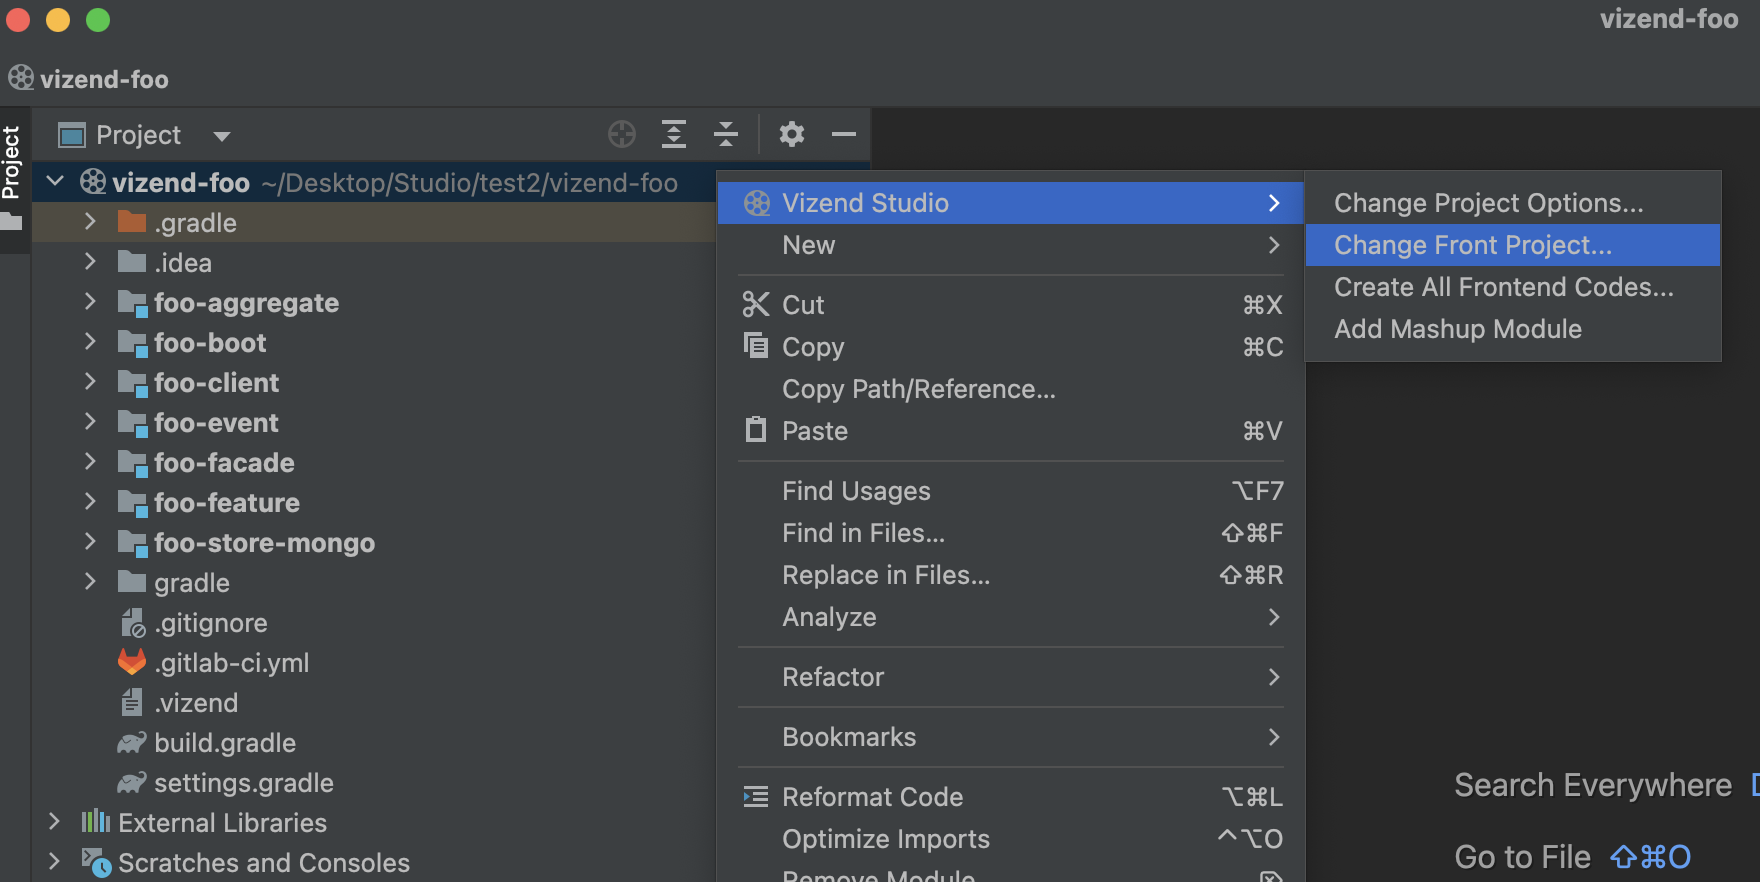 vizend-foo
vizend-foo
Project
Project
vizend-foo ~/Desktop/Studio/test2/vizend-foo
.gradle
.idea
foo-aggregate
foo-boot
foo-client
foo-event
foo-facade
foo-feature
foo-store-mongo
gradle
.gitignore
.gitlab-ci.yml
.vizend
build.gradle
settings.gradle
External Libraries
Scratches and Consoles
Vizend Studio
New
Cut ⌘X
Copy ⌘C
Copy Path/Reference...
Paste ⌘V
Find Usages ⌥F7
Find in Files... ⇧⌘F
Replace in Files... ⇧⌘R
Analyze
Refactor
Bookmarks
Reformat Code ⌥⌘L
Optimize Imports ^⌥O
Remove Module
Change Project Options...
Change Front Project...
Create All Frontend Codes...
Add Mashup Module
Search Everywhere
Go to File ⇧⌘O